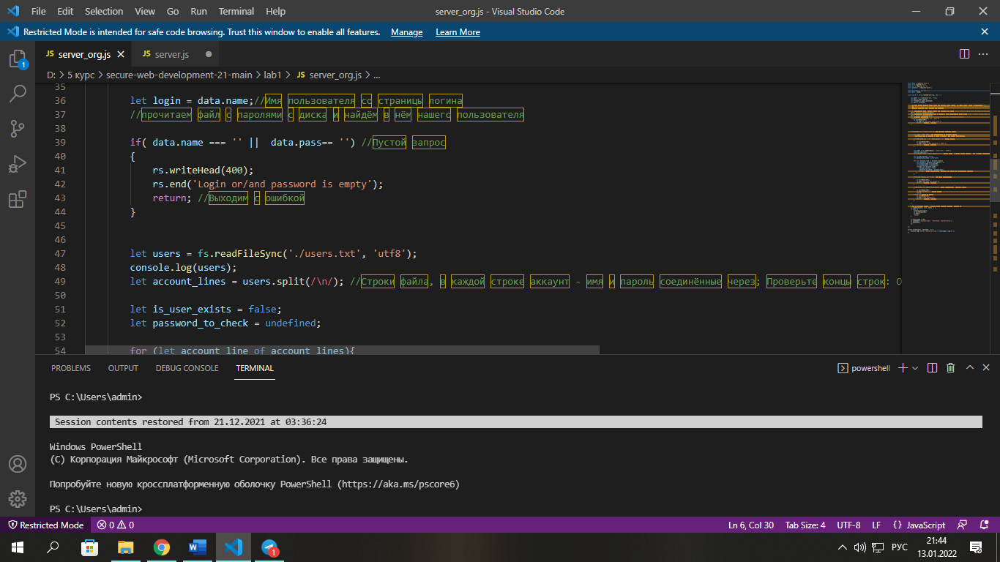 File Edit Selection View Go Run Terminal Help server_org.js - Visual Studio Code
Restricted Mode is intended for safe code browsing. Trust this window to enable all features. Manage Learn More
JS server_org.js JS server.js
D: > 5 курс > secure-web-development-21-main > lab1 > JS server_org.js > ...
35
36 let login = data.name;//Имя пользователя со страницы логина
37 //прочитаем файл с паролями с диска и найдём в нём нашего пользователя
38
39 if( data.name === '' || data.pass== '') //Пустой запрос
40 {
41 rs.writeHead(400);
42 rs.end('Login or/and password is empty');
43 return; //Выходим с ошибкой
44 }
45
46
47 let users = fs.readFileSync('./users.txt', 'utf8');
48 console.log(users);
49 let account_lines = users.split(/\n/); //Строки файла, в каждой строке аккаунт - имя и пароль соединённые через; Проверьте концы строк: О
50
51 let is_user_exists = false;
52 let password_to_check = undefined;
53
54 for (let account_line of account_lines){
PROBLEMS OUTPUT DEBUG CONSOLE TERMINAL powershell
PS C:\Users\admin>
Session contents restored from 21.12.2021 at 03:36:24
Windows PowerShell
(C) Корпорация Майкрософт (Microsoft Corporation). Все права защищены.
Попробуйте новую кроссплатформенную оболочку PowerShell (https://aka.ms/pscore6)
PS C:\Users\admin>
Restricted Mode 0 0 Ln 6, Col 30 Tab Size: 4 UTF-8 LF {} JavaScript
РУС 21:44
13.01.2022